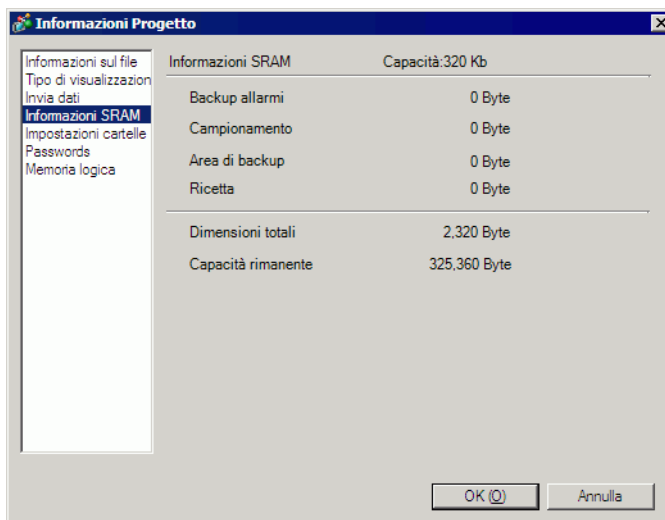 Informazioni Progetto
Informazioni sul file
Tipo di visualizzazion
Invia dati
Informazioni SRAM
Impostazioni cartelle
Passwords
Memoria logica
Informazioni SRAM Capacità:320 Kb
Backup allarmi 0 Byte
Campionamento 0 Byte
Area di backup 0 Byte
Ricetta 0 Byte
Dimensioni totali 2,320 Byte
Capacità rimanente 325,360 Byte
OK (O) Annulla